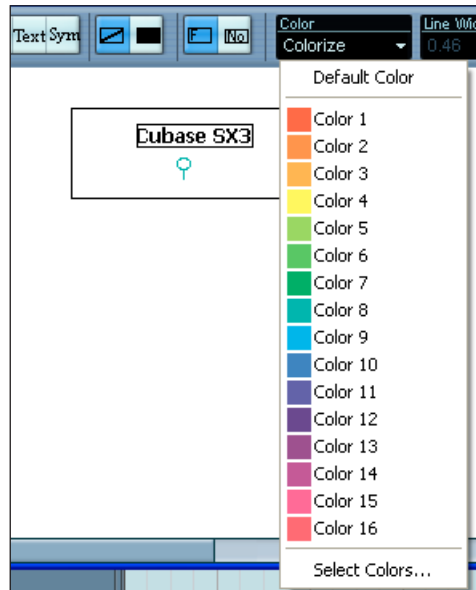 Color
Line Wid
Text Sym
F
No
Colorize
0.46
Default Color
Cubase SX3
Color 1
Color 2
Color 3
Color 4
Color 5
Color 6
Color 7
Color 8
Color 9
Color 10
Color 11
Color 12
Color 13
Color 14
Color 15
Color 16
Select Colors...